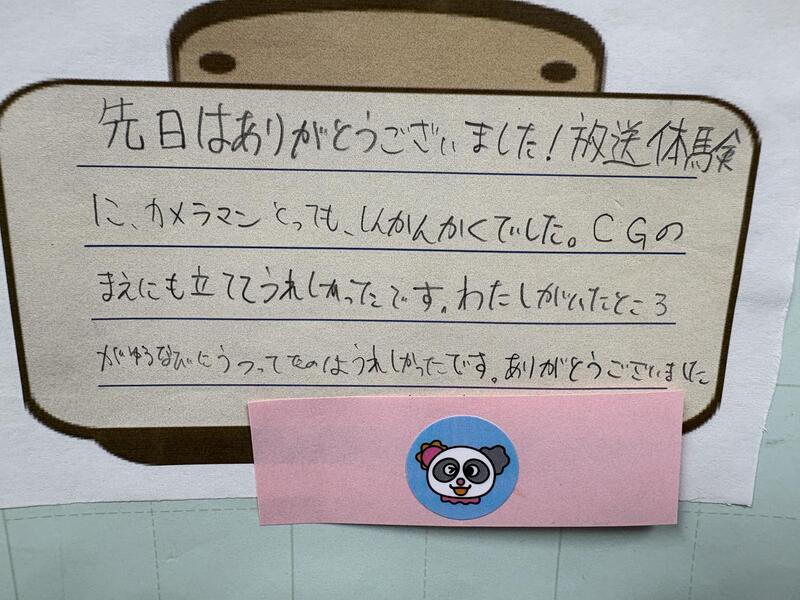 先日はありがとうございました！放送体験
に、カメラマンとっても、しんかんかくでした。CGの
まえにも立ててうれしかったです。わたしがいたところ
がゆるなびにうつってたのはうれしかったです。ありがとうございました